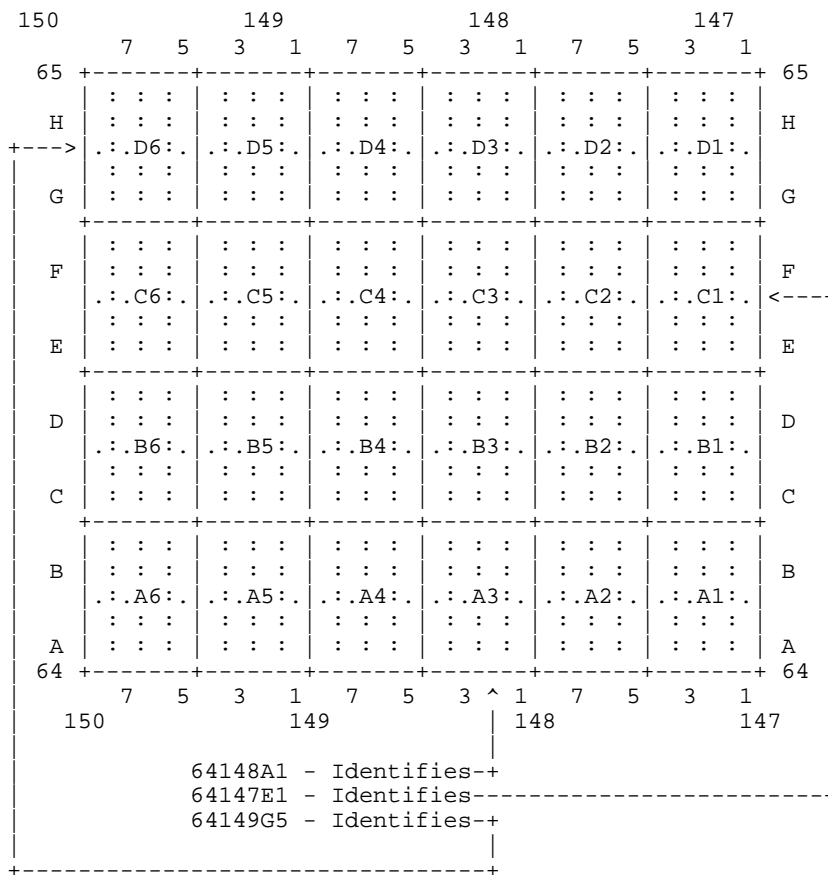 150 149 148 147
7 5 3 1 7 5 3 1 7 5 3 1
65 +-------+-------+-------+-------+-------+-------+ 65
| : : : | : : : | : : : | : : : | : : : | : : : |
H | : : : | : : : | : : : | : : : | : : : | : : : | H
+---> |.:.D6:.|.:.D5:.|.:.D4:.|.:.D3:.|.:.D2:.|.:.D1:.|
| | : : : | : : : | : : : | : : : | : : : | : : : |
| G | : : : | : : : | : : : | : : : | : : : | : : : | G
| +-------+-------+-------+-------+-------+-------+
| | : : : | : : : | : : : | : : : | : : : | : : : |
| F | : : : | : : : | : : : | : : : | : : : | : : : | F
| |.:.C6:.|.:.C5:.|.:.C4:.|.:.C3:.|.:.C2:.|.:.C1:.| <----
| | : : : | : : : | : : : | : : : | : : : | : : : |
| E | : : : | : : : | : : : | : : : | : : : | : : : | E
| +-------+-------+-------+-------+-------+-------+
| | : : : | : : : | : : : | : : : | : : : | : : : |
| D | : : : | : : : | : : : | : : : | : : : | : : : | D
| |.:.B6:.|.:.B5:.|.:.B4:.|.:.B3:.|.:.B2:.|.:.B1:.|
| | : : : | : : : | : : : | : : : | : : : | : : : |
| C | : : : | : : : | : : : | : : : | : : : | : : : | C
| +-------+-------+-------+-------+-------+-------+
| | : : : | : : : | : : : | : : : | : : : | : : : |
| B | : : : | : : : | : : : | : : : | : : : | : : : | B
| |.:.A6:.|.:.A5:.|.:.A4:.|.:.A3:.|.:.A2:.|.:.A1:.|
| | : : : | : : : | : : : | : : : | : : : | : : : |
| A | : : : | : : : | : : : | : : : | : : : | : : : | A
| 64 +-------+-------+-------+-------+-------+-------+ 64
| 7 5 3 1 7 5 3 ^ 1 7 5 3 1
| 150 149 | 148 147
| |
| 64148A1 - Identifies-+
| 64147E1 - Identifies-------------------------
| 64149G5 - Identifies-+
| |
+----------------------------------+